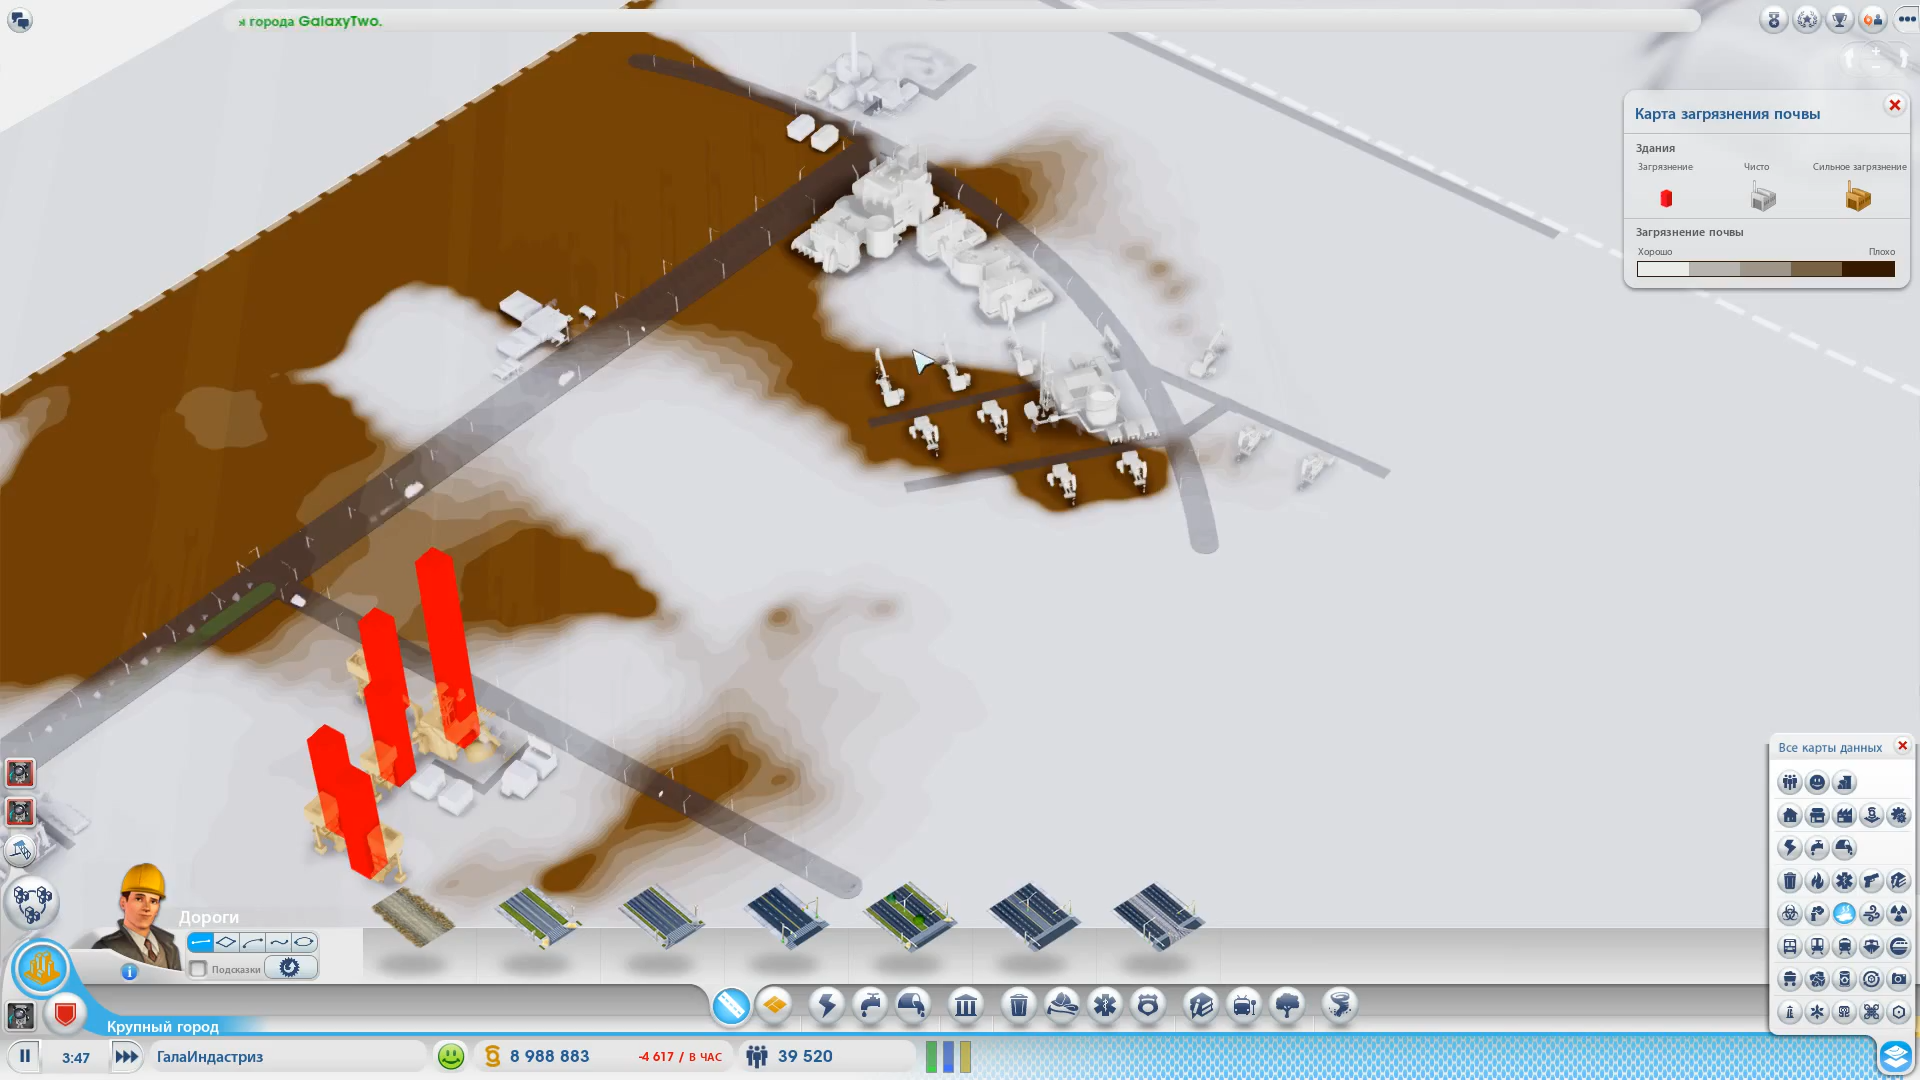 я города GalaxyTwo.
Карта загрязнения почвы
Здания
Загрязнение Чисто Сильное загрязнение
Загрязнение почвы
Хорошо Плохо
Все карты данных
Дороги
Подсказки
Крупный город
3:47 ГалаИндастриз 8 988 883 -4 617 / В ЧАС 39 520